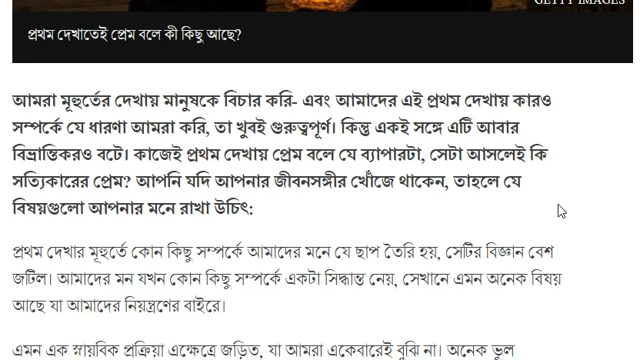 GETTY IMAGES
প্রথম দেখাতেই প্রেম বলে কী কিছু আছে?
আমরা মূহুর্তের দেখায় মানুষকে বিচার করি- এবং আমাদের এই প্রথম দেখায় কারও
সম্পর্কে যে ধারণা আমরা করি, তা খুবই গুরুত্বপূর্ণ। কিন্তু একই সঙ্গে এটি আবার
বিভ্রান্তিকরও বটে। কাজেই প্রথম দেখায় প্রেম বলে যে ব্যাপারটা, সেটা আসলেই কি
সত্যিকারের প্রেম? আপনি যদি আপনার জীবনসঙ্গীর খোঁজে থাকেন, তাহলে যে
বিষয়গুলো আপনার মনে রাখা উচিৎ:
প্রথম দেখার মূহুর্তে কোন কিছু সম্পর্কে আমাদের মনে যে ছাপ তৈরি হয়, সেটির বিজ্ঞান বেশ
জটিল। আমাদের মন যখন কোন কিছু সম্পর্কে একটা সিদ্ধান্ত নেয়, সেখানে এমন অনেক বিষয়
আছে যা আমাদের নিয়ন্ত্রণের বাইরে।
এমন এক স্নায়বিক প্রক্রিয়া এক্ষেত্রে জড়িত, যা আমরা একেবারেই বুঝি না। অনেক ভুল